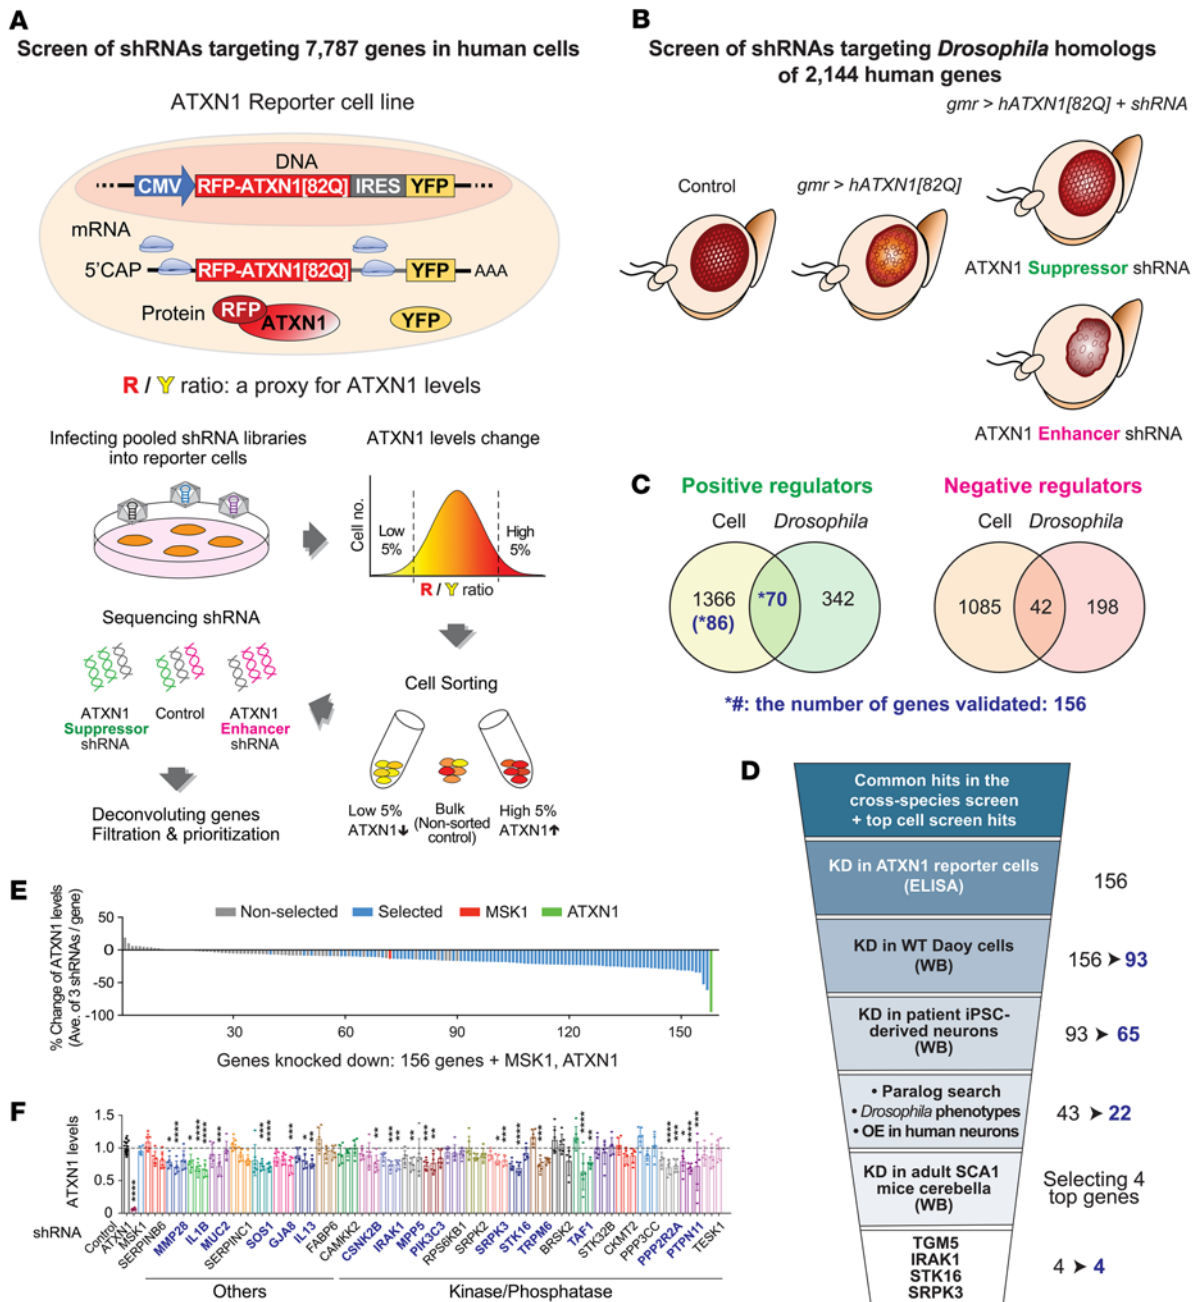 A
Screen of shRNAs targeting 7,787 genes in human cells
ATXN1 Reporter cell line
DNA
CMV
RFP-ATXN1[82Q]
IRES
YFP
mRNA
5'CAP
RFP-ATXN1[82Q]
YFP
AAA
Protein
RFP
ATXN1
YFP
R / Y ratio: a proxy for ATXN1 levels
Infecting pooled shRNA libraries
into reporter cells
ATXN1 levels change
Cell no.
Low
5%
High
5%
R / Y ratio
Sequencing shRNA
ATXN1
Suppressor
shRNA
Control
ATXN1
Enhancer
shRNA
Cell Sorting
Low 5%
ATXN1
Bulk
(Non-sorted
control)
High 5%
ATXN1
Deconvoluting genes
Filtration & prioritization
B
Screen of shRNAs targeting Drosophila homologs
of 2,144 human genes
gmr > hATXN1[82Q] + shRNA
Control
gmr > hATXN1[82Q]
ATXN1 Suppressor shRNA
ATXN1 Enhancer shRNA
C
Positive regulators
Cell
Drosophila
1366
(*86)
*70
342
Negative regulators
Cell
Drosophila
1085
42
198
*#: the number of genes validated: 156
D
Common hits in the
cross-species screen
+ top cell screen hits
KD in ATXN1 reporter cells
(ELISA)
156
KD in WT Daoy cells
(WB)
156 ➤ 93
KD in patient iPSC-
derived neurons
(WB)
93 ➤ 65
• Paralog search
• Drosophila phenotypes
• OE in human neurons
43 ➤ 22
KD in adult SCA1
mice cerebella
(WB)
Selecting 4
top genes
TGM5
IRAK1
STK16
SRPK3
4 ➤ 4
E
% Change of ATXN1 levels
(Ave. of 3 shRNAs / gene)
50
0
-50
-100
Non-selected
Selected
MSK1
ATXN1
30
60
90
120
150
Genes knocked down: 156 genes + MSK1, ATXN1
F
ATXN1 levels
1.5
1.0
0.5
0
shRNA
Control
ATXN1
MSK1
SERPINB6
MMP28
IL1B
MUC2
SERPINC1
SOS1
GJA8
IL13
FABP6
CAMKK2
CSNK2B
IRAK1
MPP5
PIK3C3
RPS6KB1
SRPK2
SRPK3
STK16
TRPM6
BRSK2
TAF1
STK32B
CKMT2
PPP3CC
PPP2R2A
PTPN11
TESK1
Others
Kinase/Phosphatase